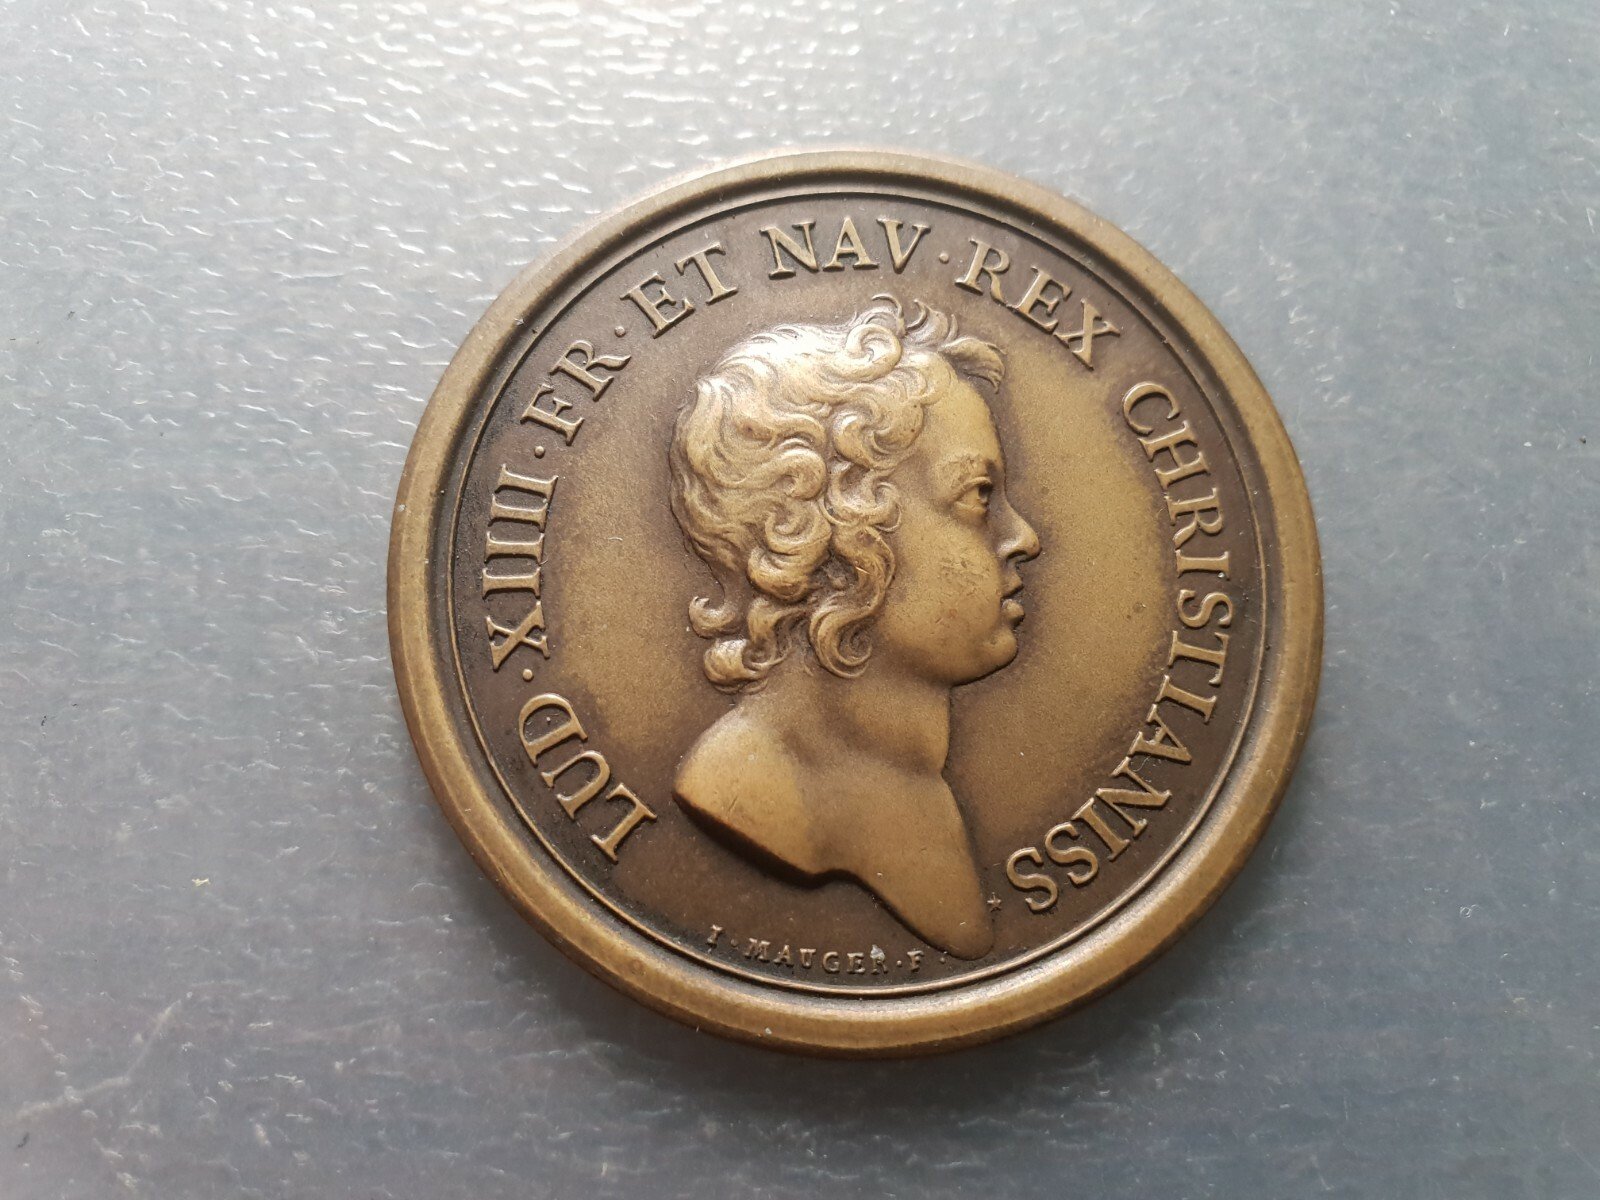 LUD·XIIII·FR·ET NAV·REX CHRISTIANISS
I·MAUGER·F·